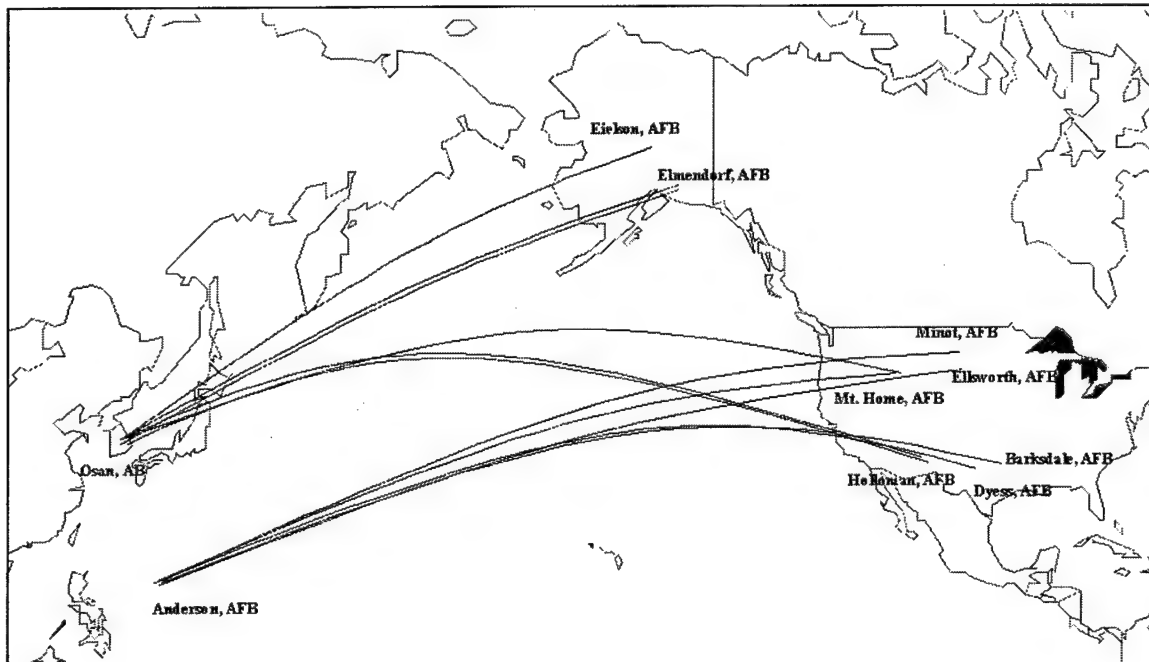 Eielson, AFB
Elmendorf, AFB
Minot, AFB
Ellsworth, AFB
Mt. Home, AFB
Barksdale, AFB
Osan, AB
Holloman, AFB
Dyess, AFB
Anderson, AFB